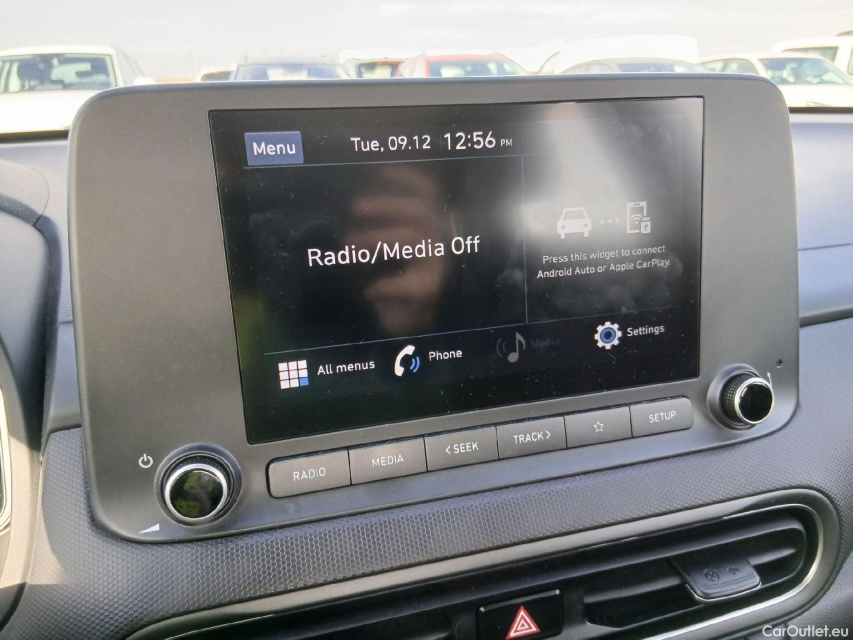 Menu
Tue, 09.12 12:56 PM
Radio/Media Off
Press this widget to connect
Android Auto or Apple CarPlay.
All menus
Phone
Media
Settings
RADIO
MEDIA
< SEEK
TRACK >
☆
SETUP
CarOutlet.eu